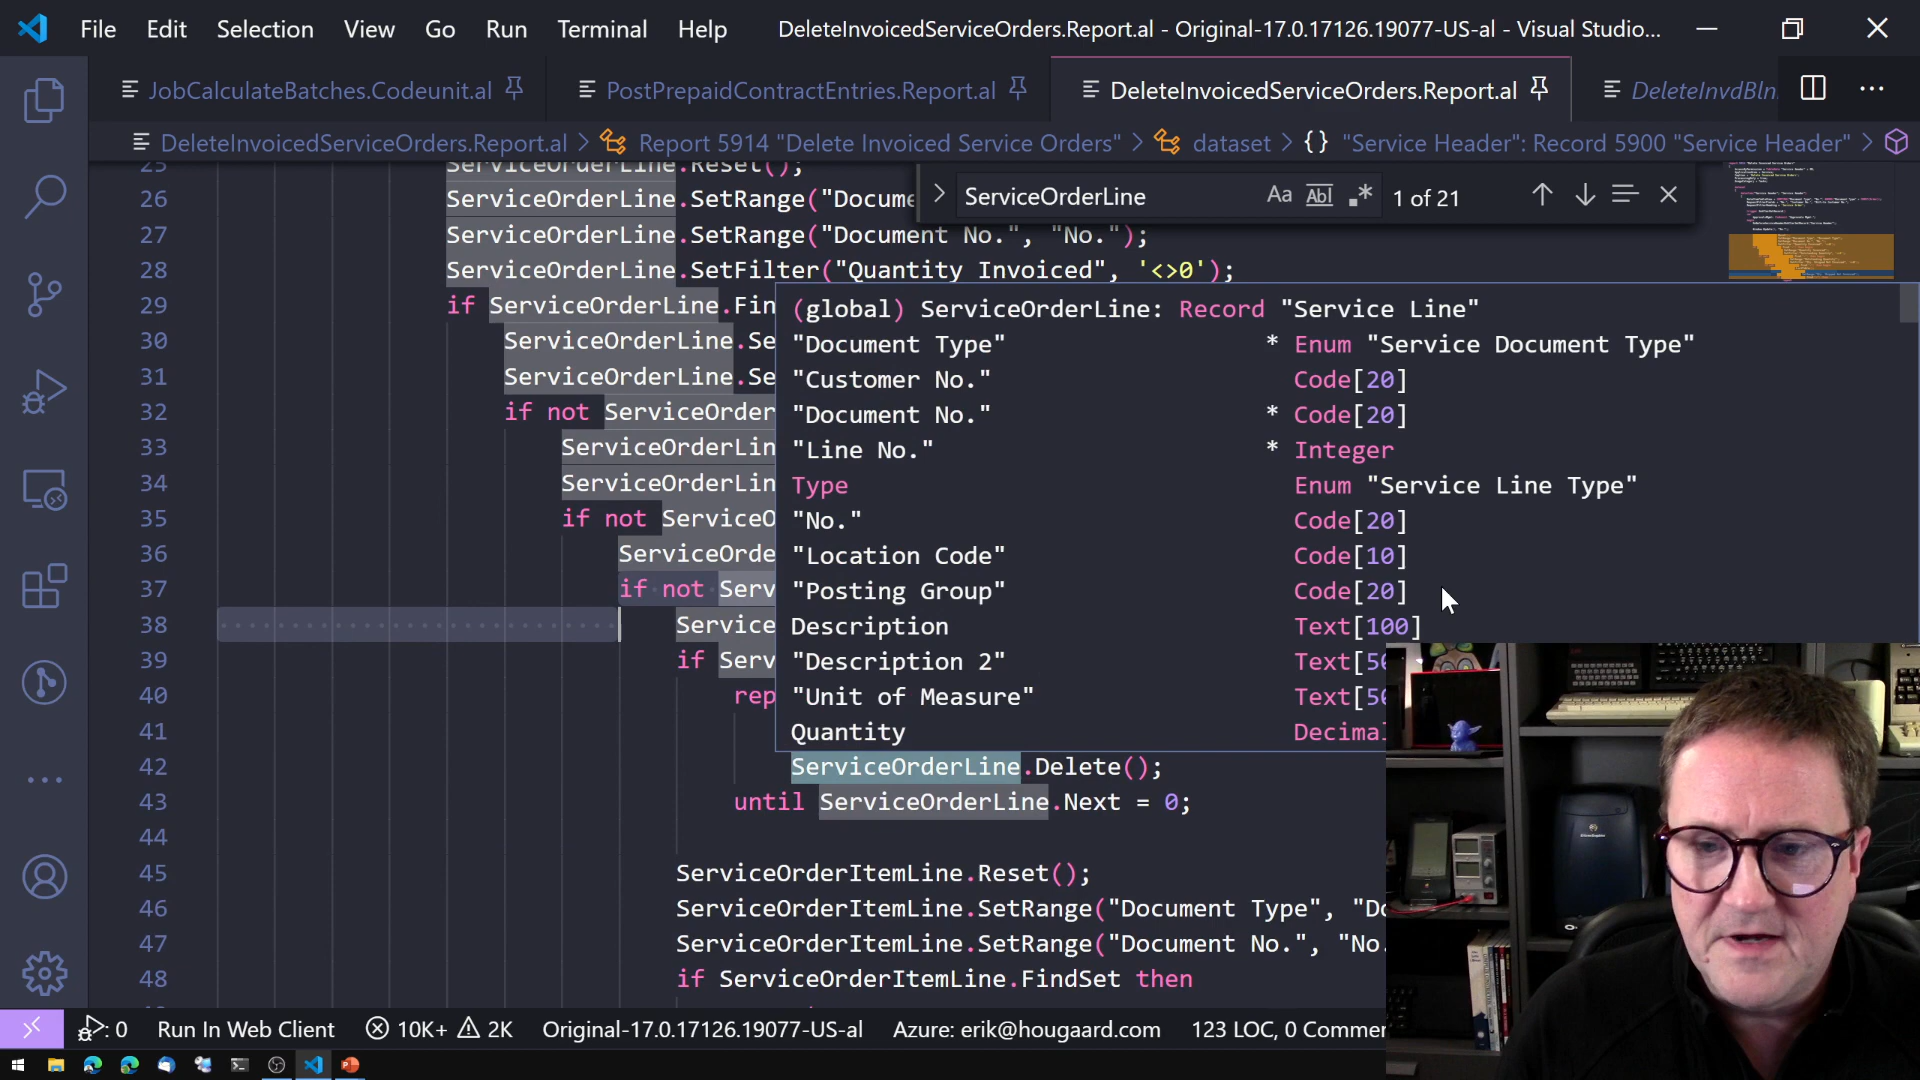 File Edit Selection View Go Run Terminal Help DeleteInvoicedServiceOrders.Report.al - Original-17.0.17126.19077-US-al - Visual Studio...
JobCalculateBatches.Codeunit.al PostPrepaidContractEntries.Report.al DeleteInvoicedServiceOrders.Report.al DeleteInvdBln
DeleteInvoicedServiceOrders.Report.al > Report 5914 "Delete Invoiced Service Orders" > dataset > {} "Service Header": Record 5900 "Service Header" >
25 ServiceOrderLine.Reset();
ServiceOrderLine Aa Abl .* 1 of 21
26 ServiceOrderLine.SetRange("Docume
27 ServiceOrderLine.SetRange("Document No.", "No.");
28 ServiceOrderLine.SetFilter("Quantity Invoiced", '<>0');
29 if ServiceOrderLine.Fin
30 ServiceOrderLine.Se
31 ServiceOrderLine.Se
32 if not ServiceOrder
33 ServiceOrderLin
34 ServiceOrderLin
35 if not ServiceO
36 ServiceOrde
37 if not Serv
38 Service
39 if Serv
40 rep
41
(global) ServiceOrderLine: Record "Service Line"
"Document Type" * Enum "Service Document Type"
"Customer No." Code[20]
"Document No." * Code[20]
"Line No." * Integer
Type Enum "Service Line Type"
"No." Code[20]
"Location Code" Code[10]
"Posting Group" Code[20]
Description Text[100]
"Description 2" Text[50
"Unit of Measure" Text[50
Quantity Decimal
42 ServiceOrderLine.Delete();
43 until ServiceOrderLine.Next = 0;
44
45 ServiceOrderItemLine.Reset();
46 ServiceOrderItemLine.SetRange("Document Type", "Do
47 ServiceOrderItemLine.SetRange("Document No.", "No.
48 if ServiceOrderItemLine.FindSet then
0 Run In Web Client 10K+ 2K Original-17.0.17126.19077-US-al Azure: erik@hougaard.com 123 LOC, 0 Commer